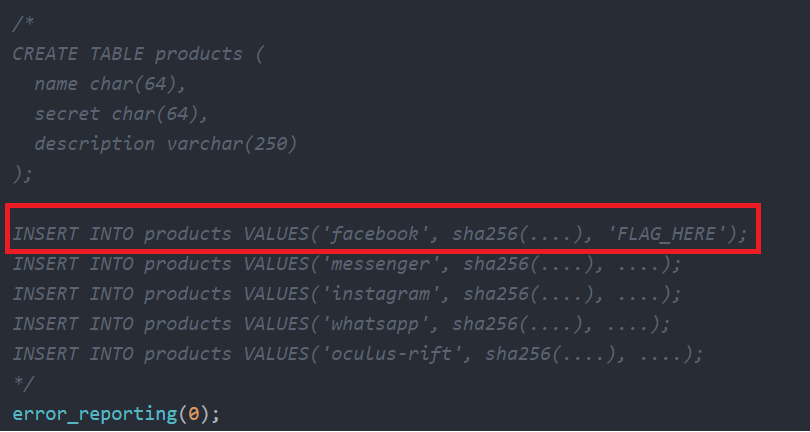 /*
CREATE TABLE products (
  name char(64),
  secret char(64),
  description varchar(250)
);
INSERT INTO products VALUES('facebook', sha256(....), 'FLAG_HERE');
INSERT INTO products VALUES('messenger', sha256(....), ....);
INSERT INTO products VALUES('instagram', sha256(....), ....);
INSERT INTO products VALUES('whatsapp', sha256(....), ....);
INSERT INTO products VALUES('oculus-rift', sha256(....), ....);
*/
error_reporting(0);